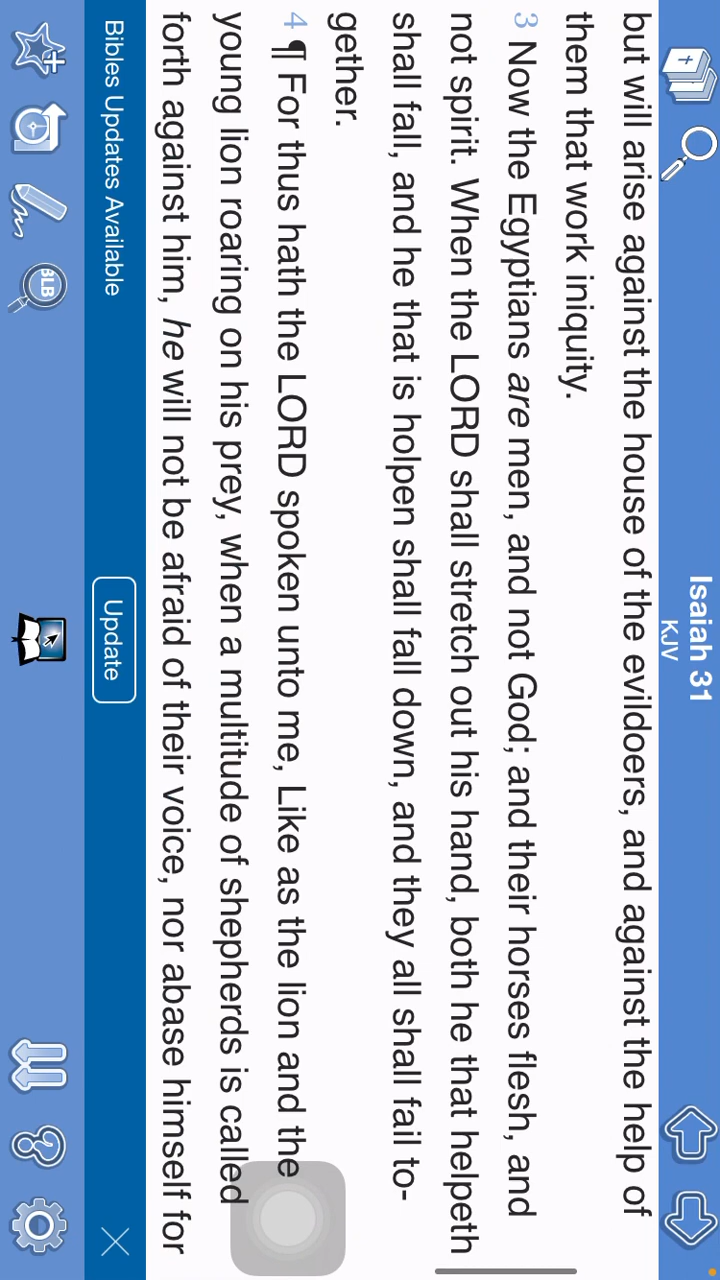 Isaiah 31
KJV
but will arise against the house of the evildoers, and against the help of
them that work iniquity.
3 Now the Egyptians are men, and not God; and their horses flesh, and
not spirit. When the LORD shall stretch out his hand, both he that helpeth
shall fall, and he that is holpen shall fall down, and they all shall fail to-
gether.
4 ¶ For thus hath the LORD spoken unto me, Like as the lion and the
young lion roaring on his prey, when a multitude of shepherds is called
forth against him, he will not be afraid of their voice, nor abase himself for
Bibles Updates Available
Update
BLB